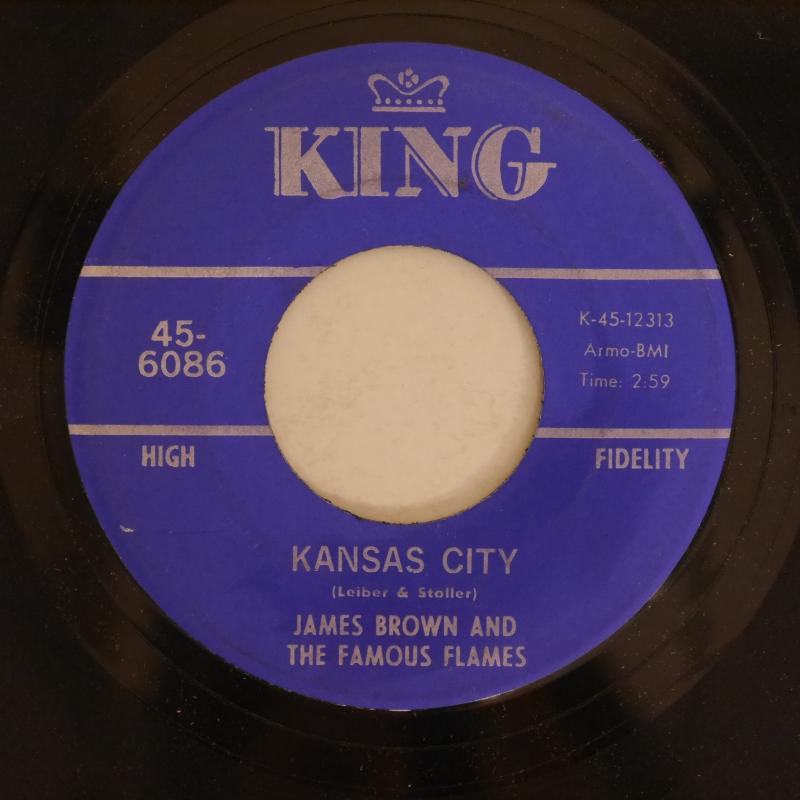 KING
45-
6086
K-45-12313
Armo-BMI
Time: 2:59
HIGH
FIDELITY
KANSAS CITY
(Leiber & Stoller)
JAMES BROWN AND
THE FAMOUS FLAMES